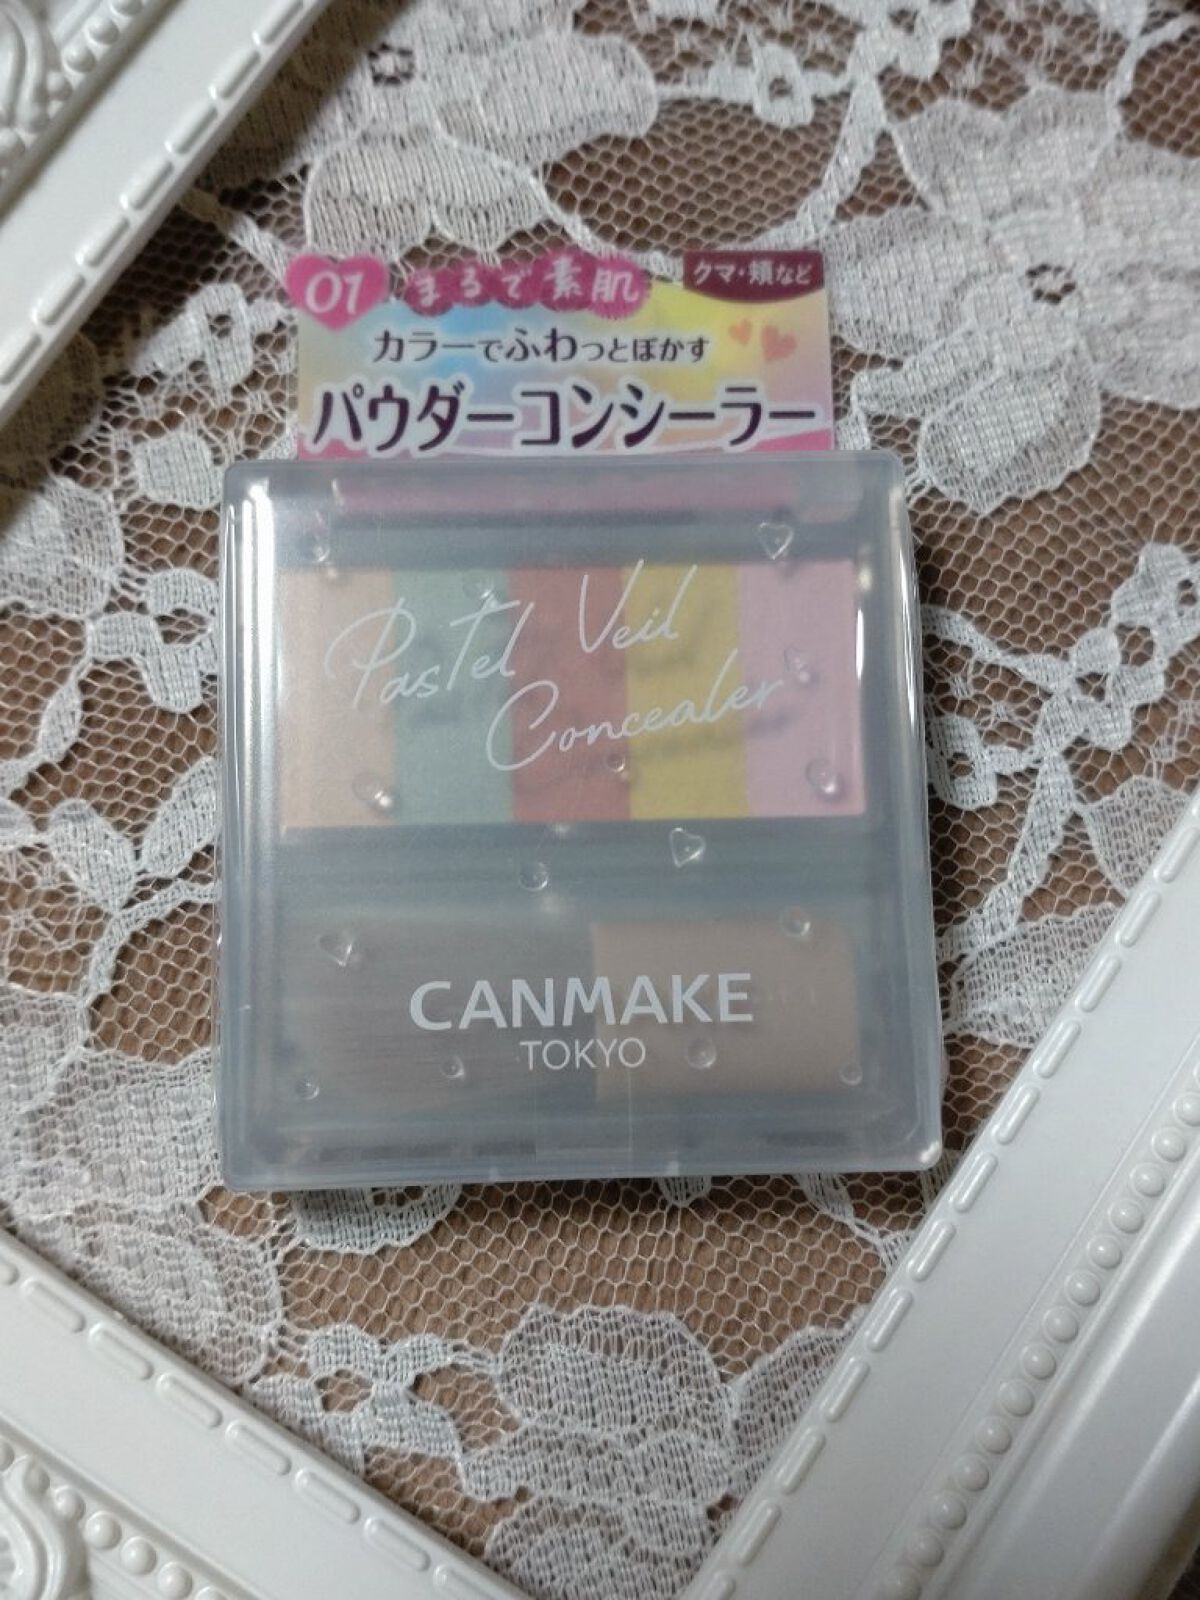 01 まるで素肌 クマ・頬など
カラーでふわっとぼかす
パウダーコンシーラー
Pastel Veil
Concealer
CANMAKE
TOKYO